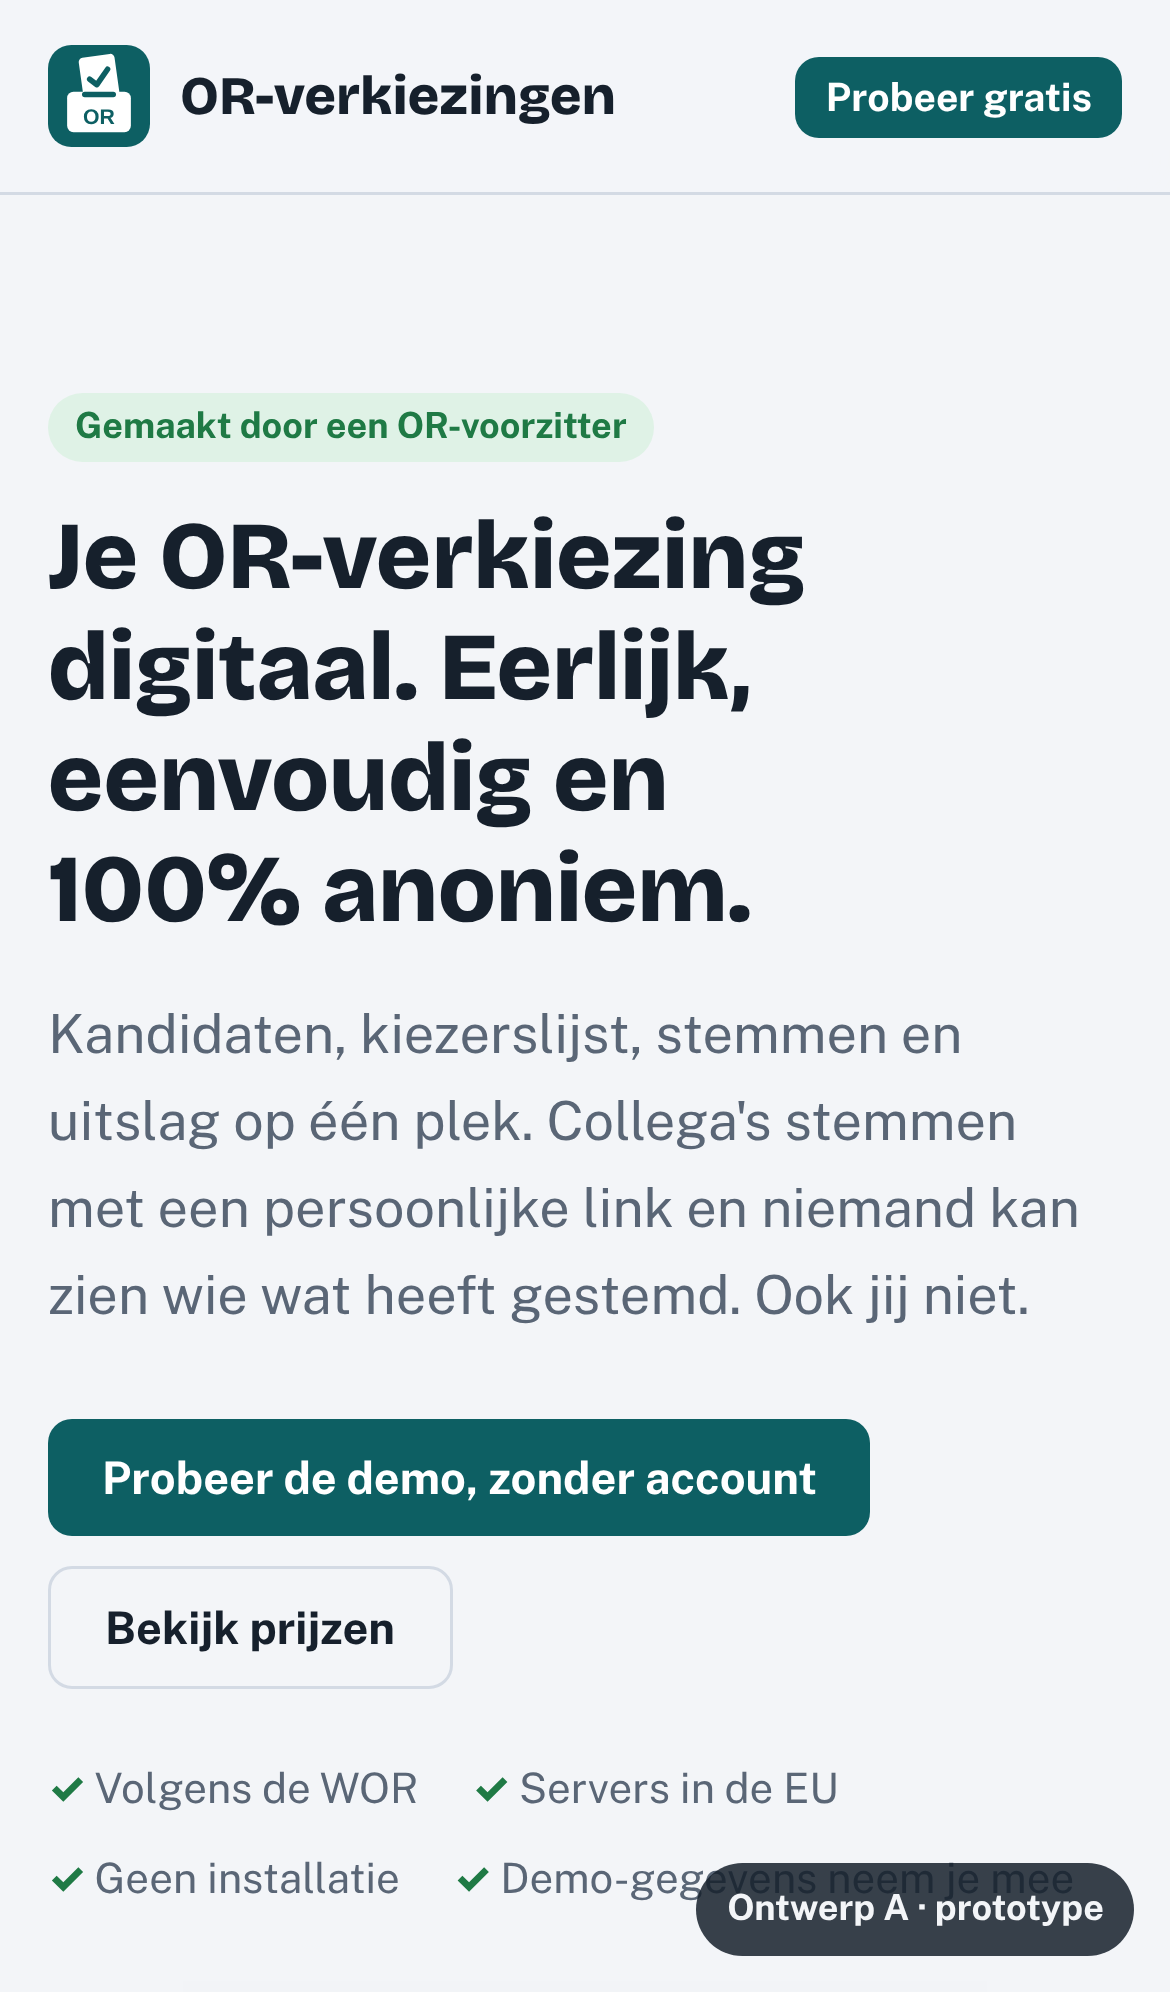 OR
OR-verkiezingen
Probeer gratis
Gemaakt door een OR-voorzitter
Je OR-verkiezing
digitaal. Eerlijk,
eenvoudig en
100% anoniem.
Kandidaten, kiezerslijst, stemmen en
uitslag op één plek. Collega's stemmen
met een persoonlijke link en niemand kan
zien wie wat heeft gestemd. Ook jij niet.
Probeer de demo, zonder account
Bekijk prijzen
Volgens de WOR
Servers in de EU
Geen installatie
Demo-gegevens neem je mee
Ontwerp A · prototype